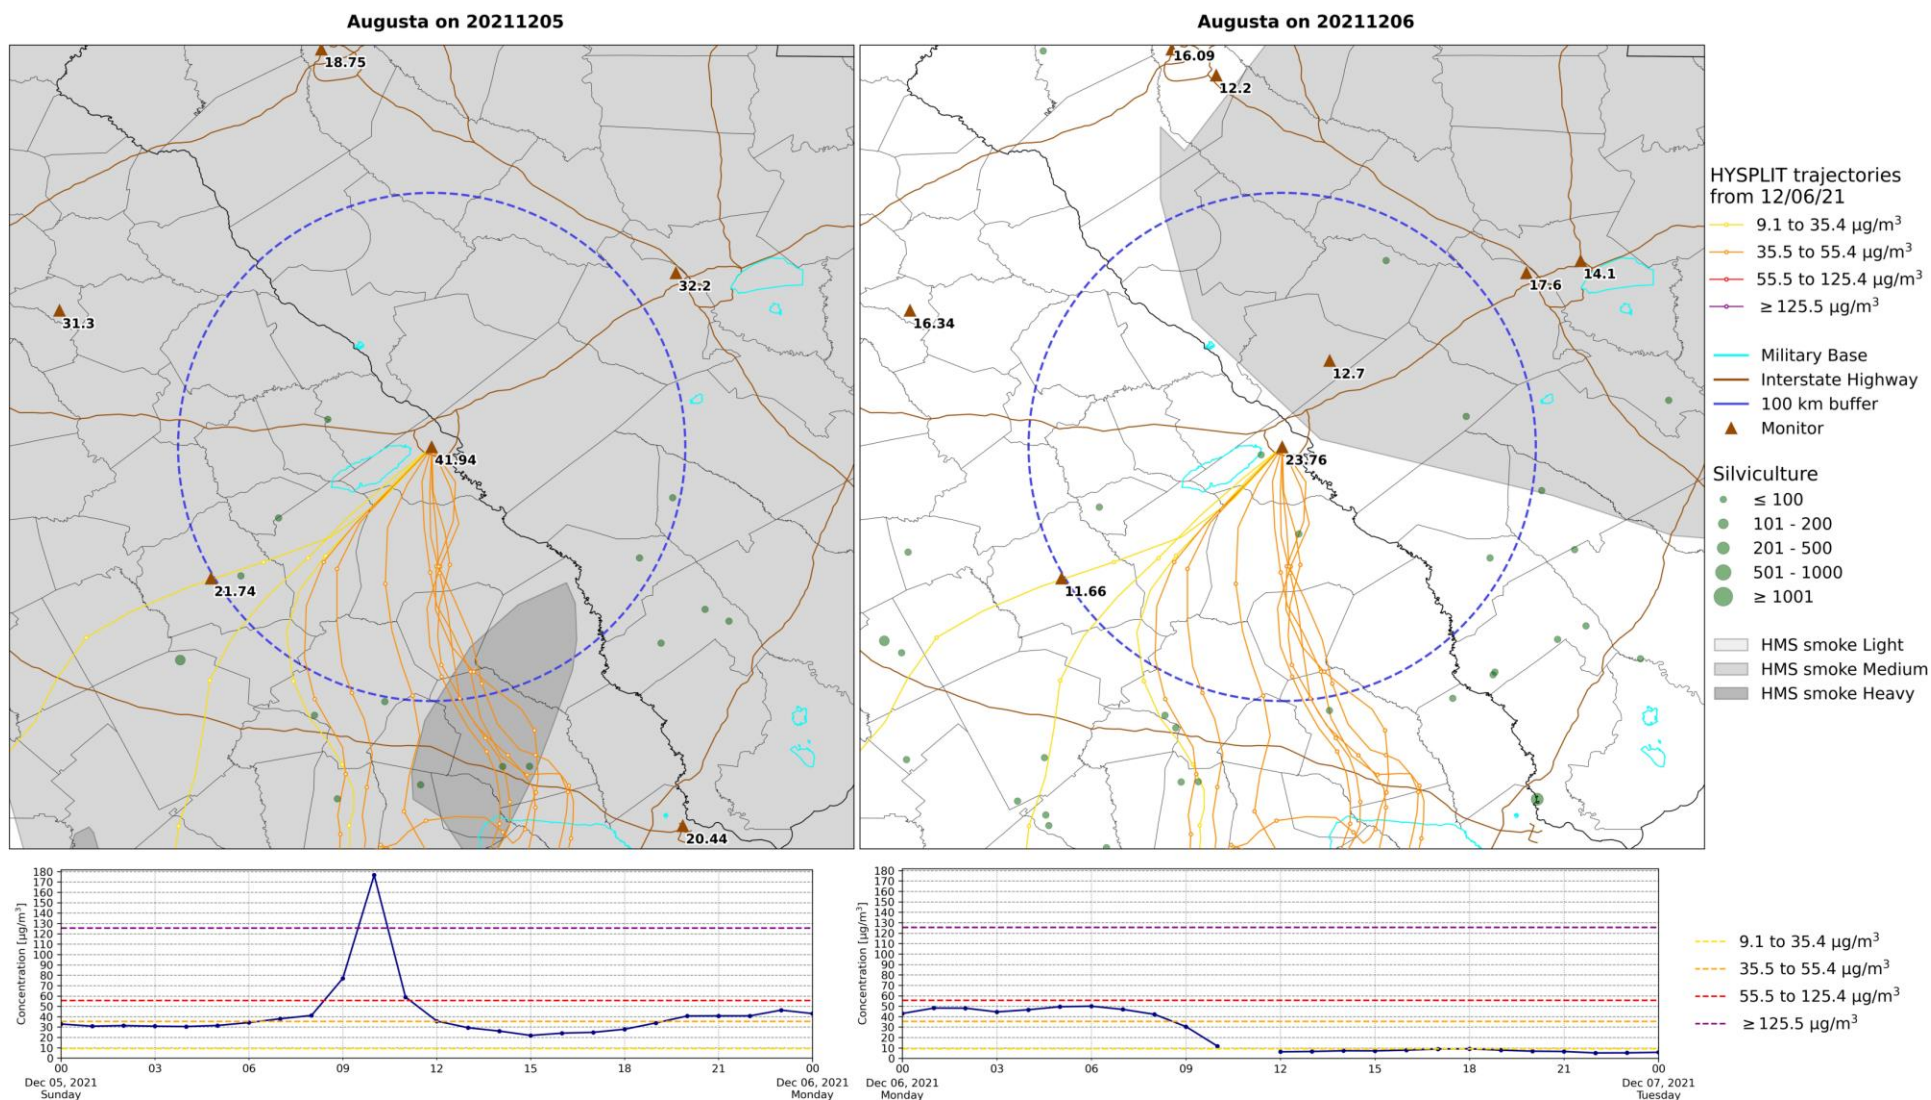 Augusta on 20211205
Augusta on 20211206
18.75
31.3
32.2
41.94
21.74
20.44
16.09
12.2
16.34
14.1
17.6
12.7
23.76
11.66
HYSPLIT trajectories
from 12/06/21
9.1 to 35.4 µg/m³
35.5 to 55.4 µg/m³
55.5 to 125.4 µg/m³
≥ 125.5 µg/m³
Military Base
Interstate Highway
100 km buffer
Monitor
Silviculture
≤ 100
101 - 200
201 - 500
501 - 1000
≥ 1001
HMS smoke Light
HMS smoke Medium
HMS smoke Heavy
Concentration [µg/m³]
180
170
160
150
140
130
120
110
100
90
80
70
60
50
40
30
20
10
0
00 03 06 09 12 15 18 21 00
Dec 05, 2021 Dec 06, 2021
Sunday Monday
Concentration [µg/m³]
180
170
160
150
140
130
120
110
100
90
80
70
60
50
40
30
20
10
0
00 03 06 09 12 15 18 21 00
Dec 06, 2021 Dec 07, 2021
Monday Tuesday
9.1 to 35.4 µg/m³
35.5 to 55.4 µg/m³
55.5 to 125.4 µg/m³
≥ 125.5 µg/m³